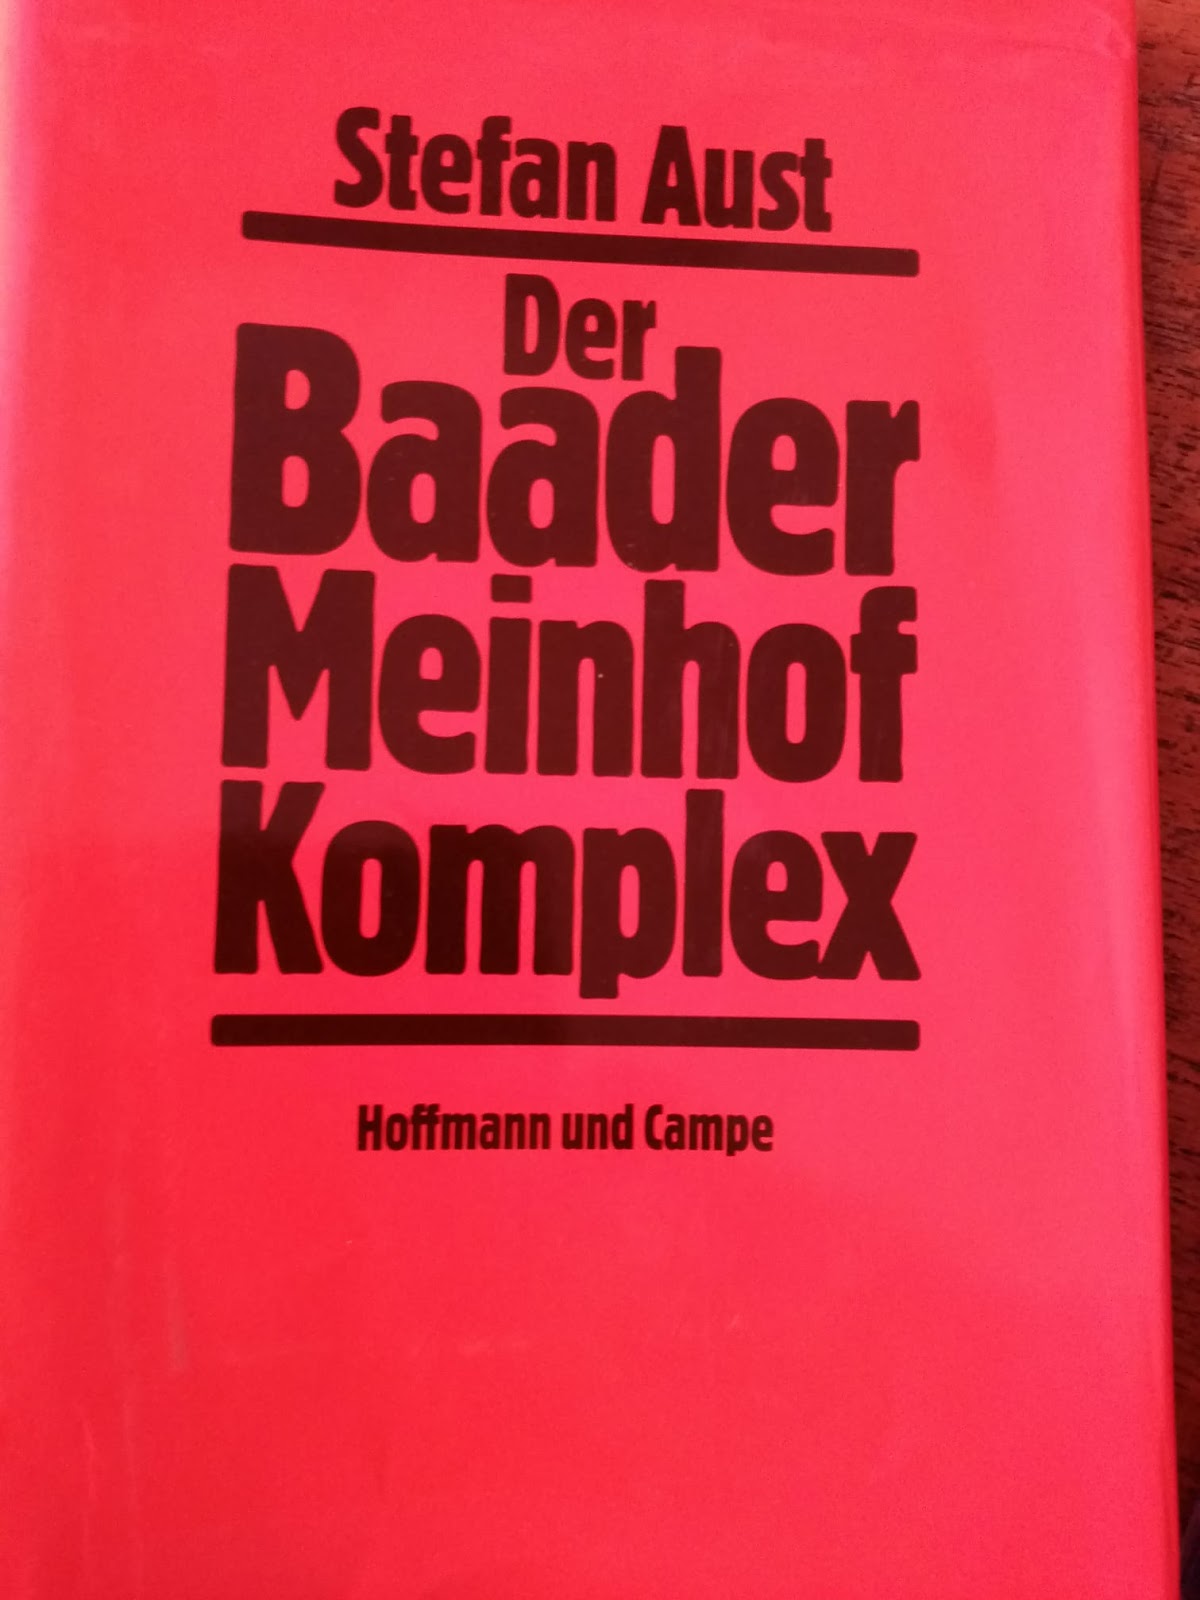 Stefan Aust
Der
Baader
Meinhof
Komplex
Hoffmann und Campe